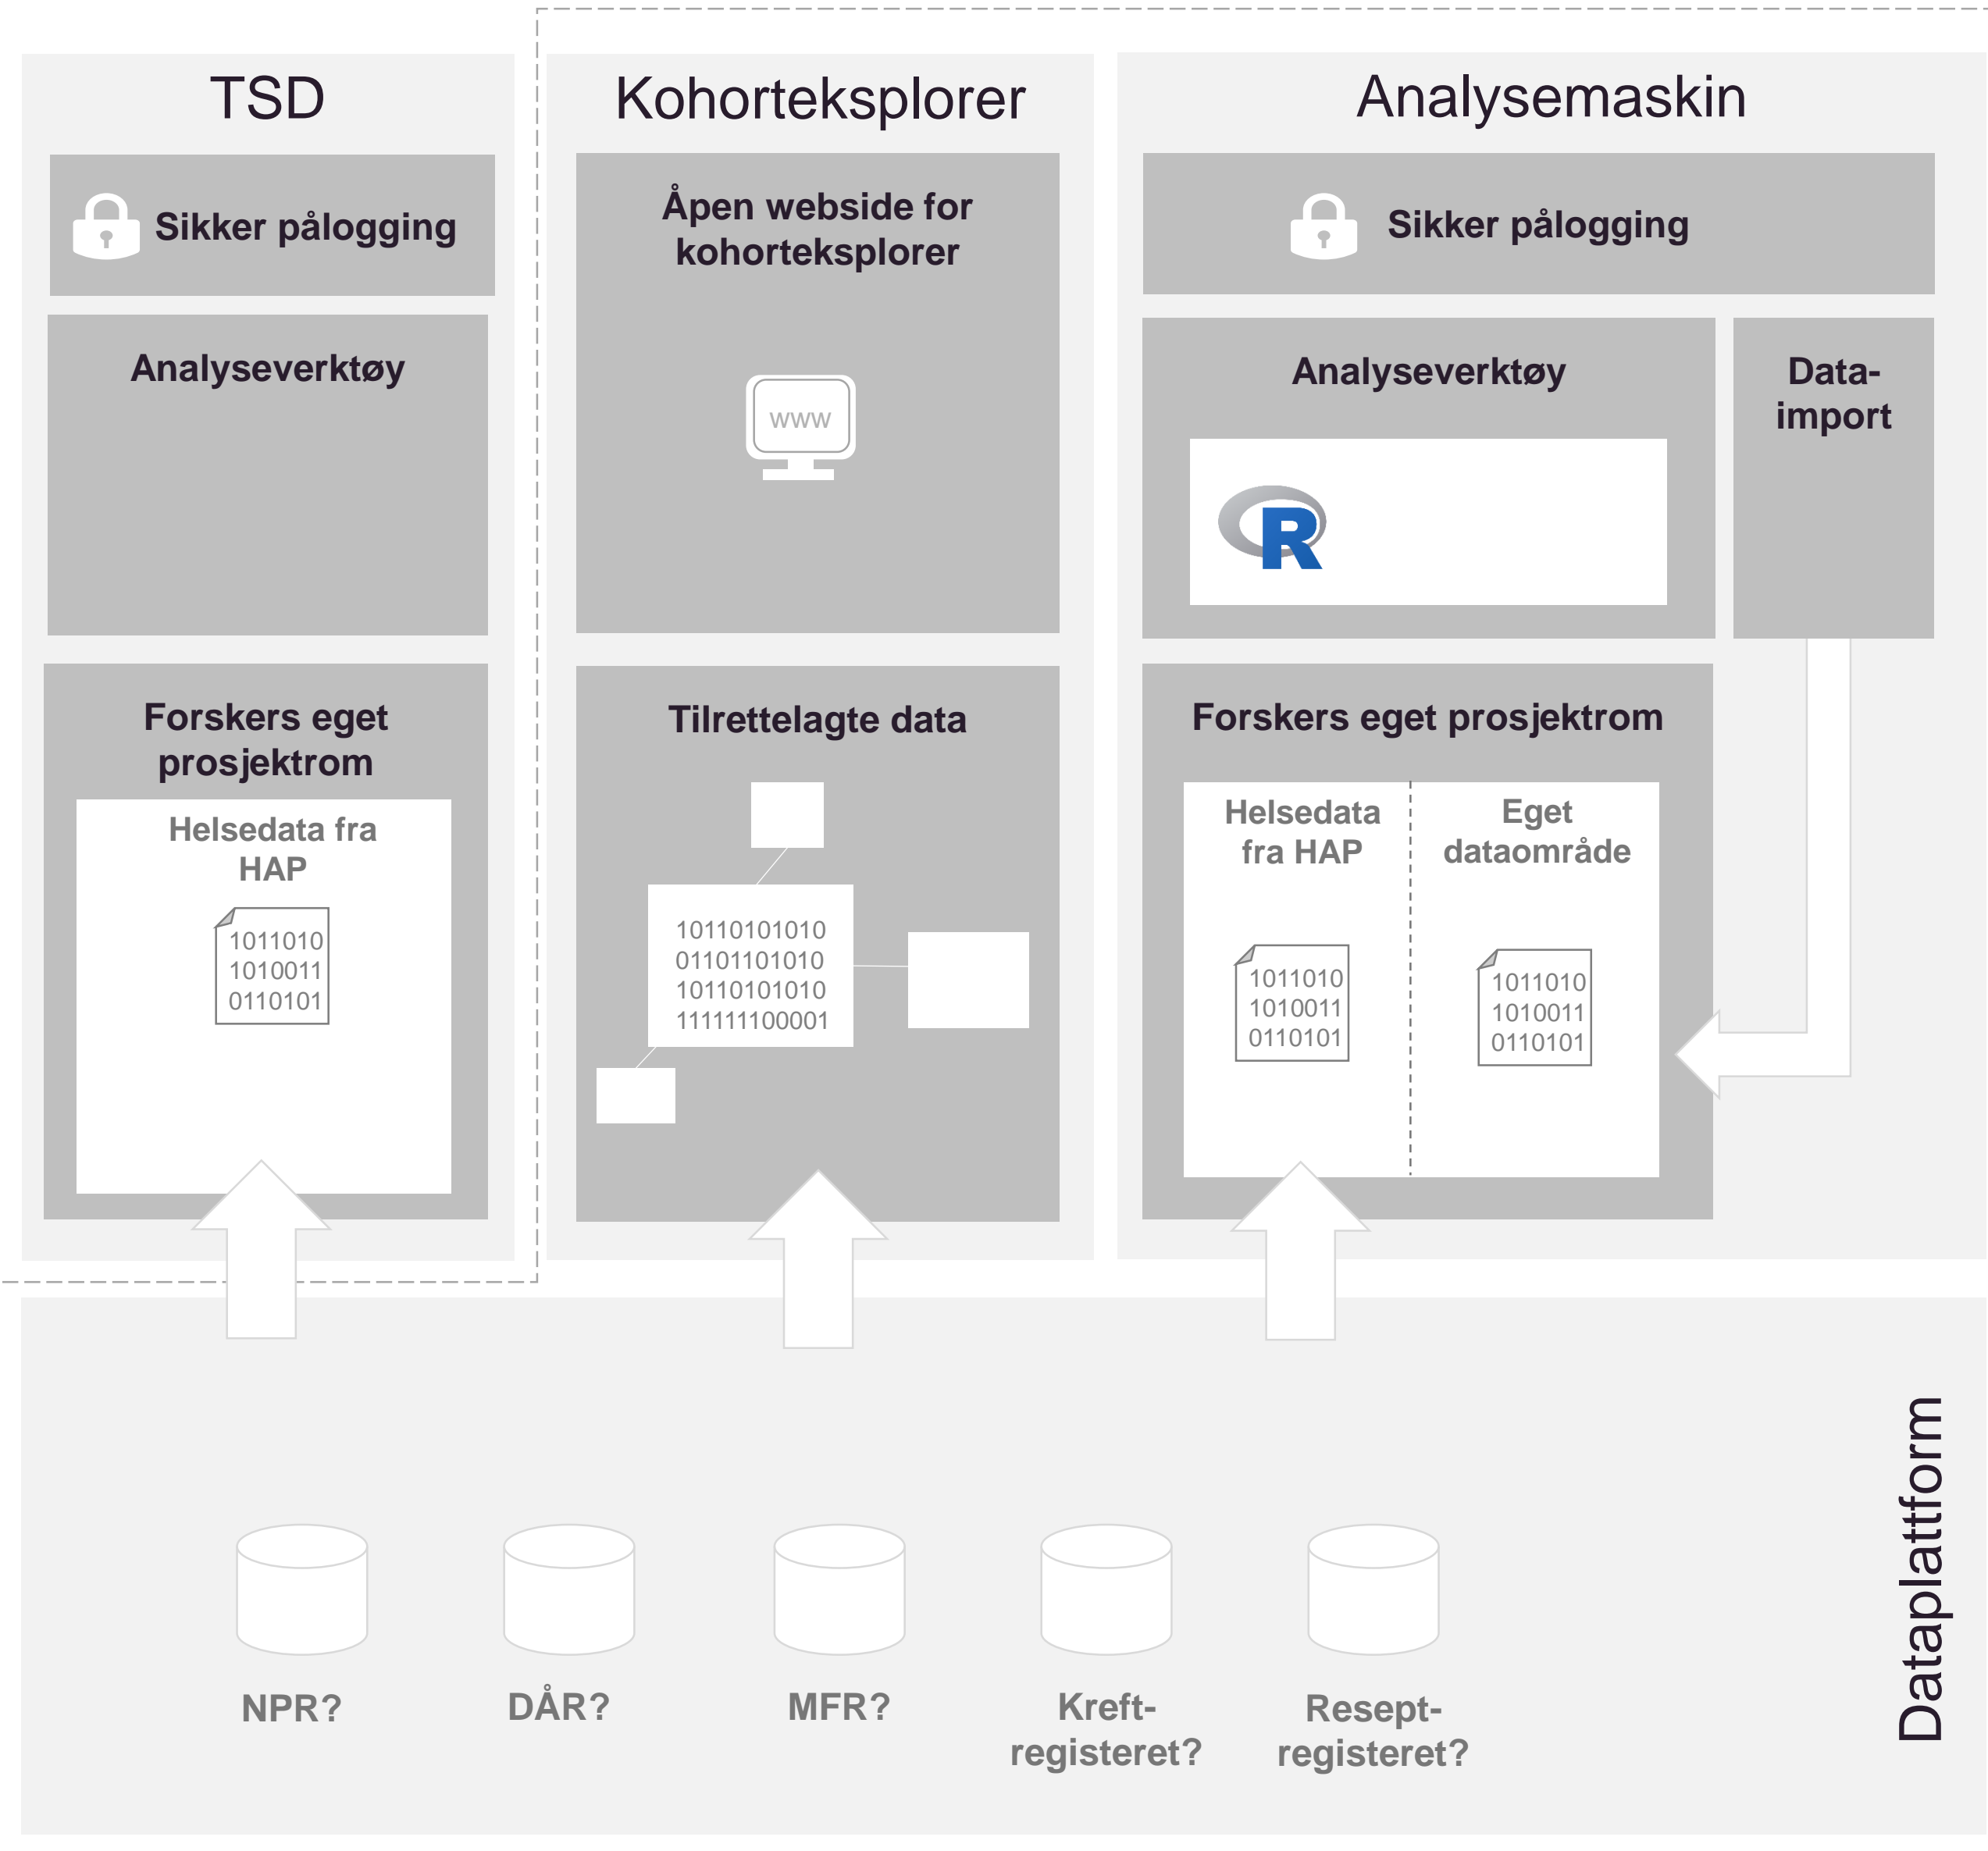 TSD
Sikker pålogging
Analyseverktøy
Forskers eget
prosjektrom
Helsedata fra
HAP
1011010
1010011
0110101
Kohorteksplorer
Åpen webside for
kohorteksplorer
www
Tilrettelagte data
10110101010
01101101010
10110101010
111111100001
Analysemaskin
Sikker pålogging
Analyseverktøy
R
Data-
import
Forskers eget prosjektrom
Helsedata
fra HAP
1011010
1010011
0110101
Eget
dataområde
1011010
1010011
0110101
Dataplattform
NPR?
DÅR?
MFR?
Kreft-
registeret?
Resept-
registeret?